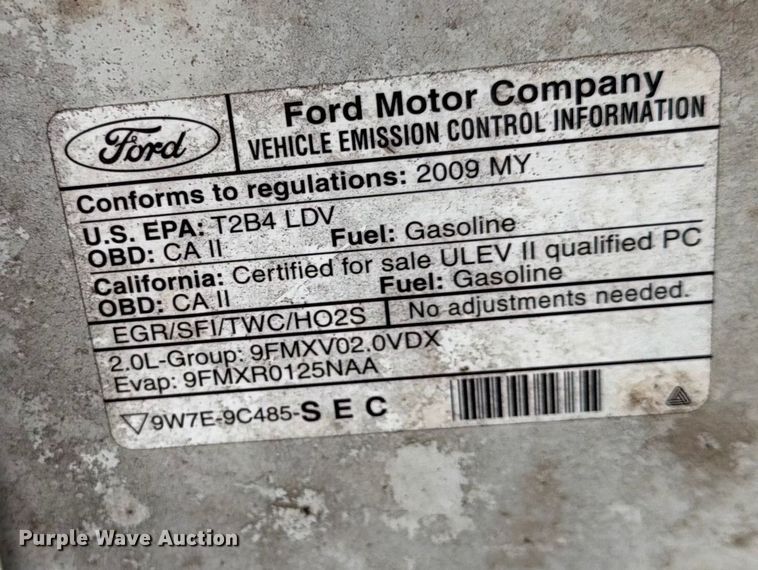 Ford
Ford Motor Company
VEHICLE EMISSION CONTROL INFORMATION
Conforms to regulations: 2009 MY
U.S. EPA: T2B4 LDV
OBD: CA II Fuel: Gasoline
California: Certified for sale ULEV II qualified PC
OBD: CA II Fuel: Gasoline
EGR/SFI/TWC/HO2S No adjustments needed.
2.0L-Group: 9FMXV02.0VDX
Evap: 9FMXR0125NAA
9W7E-9C485-SEC
Purple Wave Auction